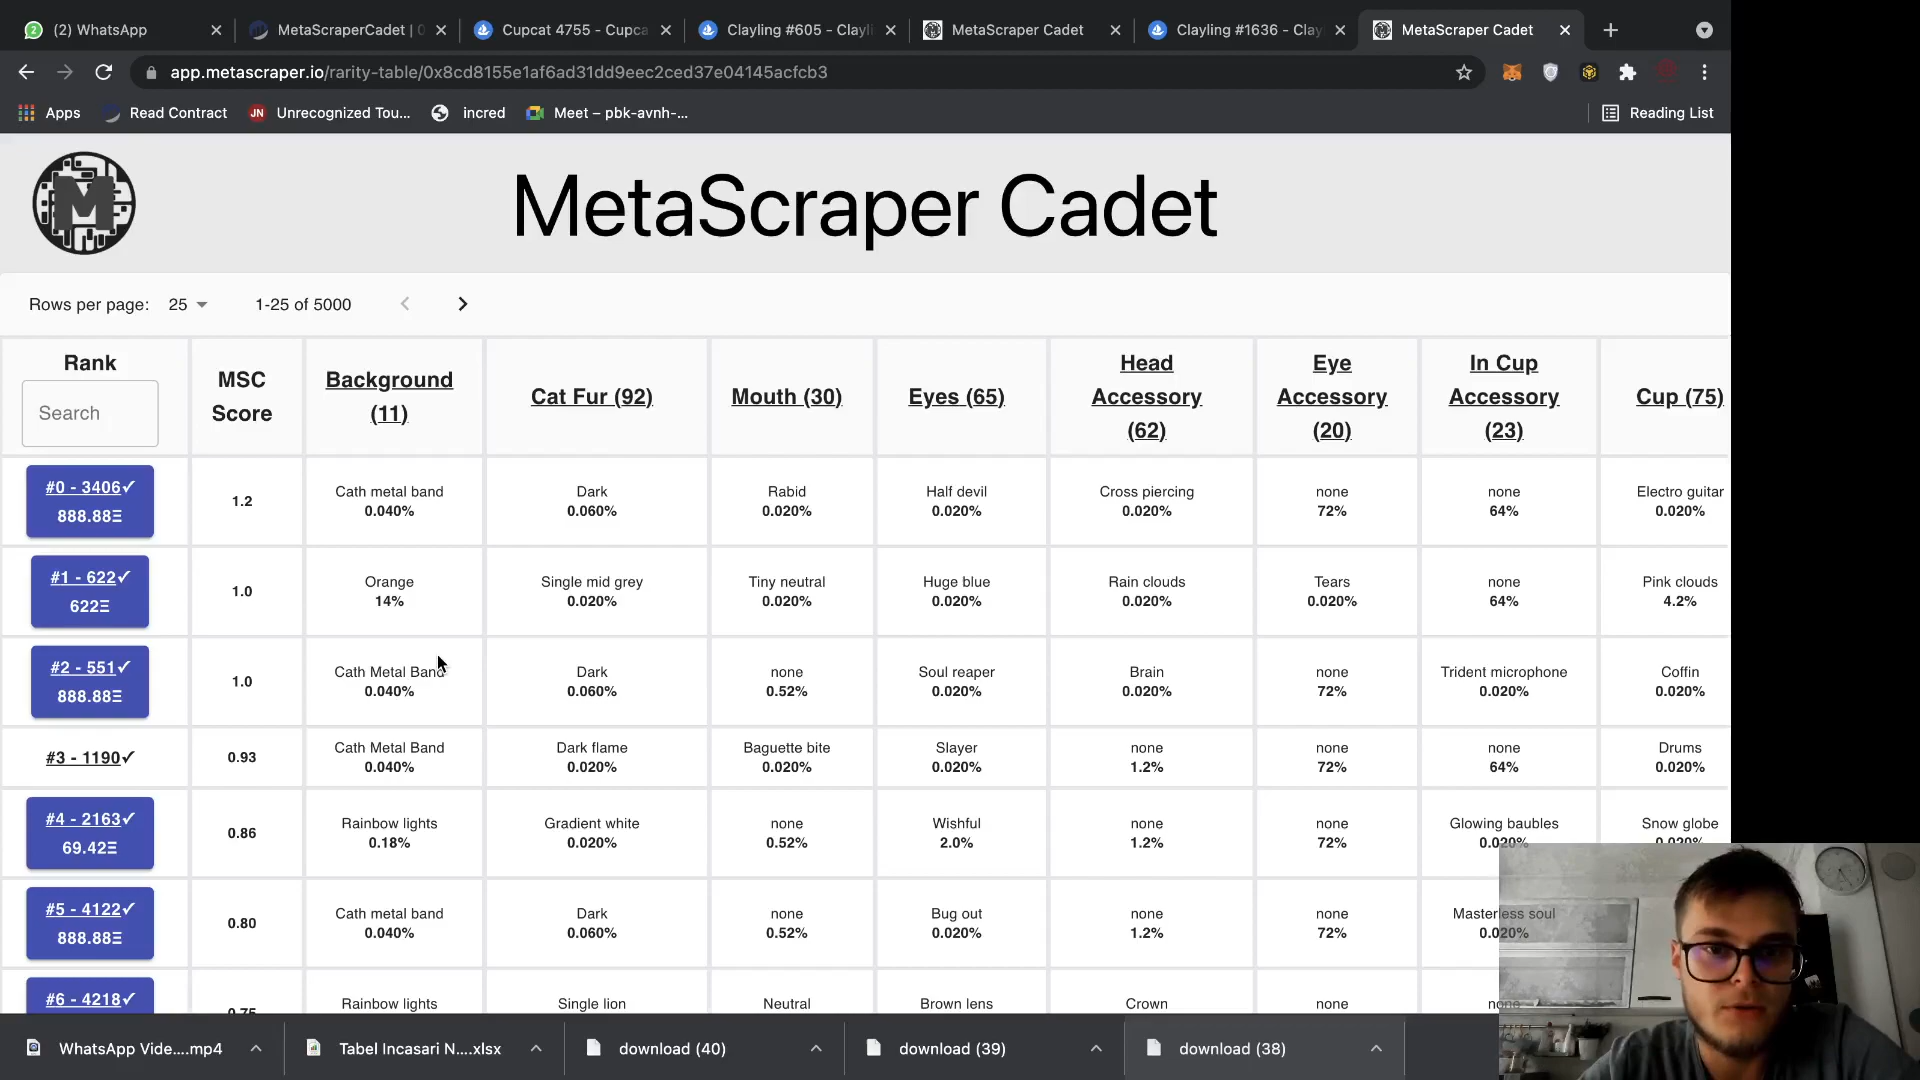 (2) WhatsApp
MetaScraperCadet | 0
Cupcat 4755 - Cupca
Clayling #605 - Clayli
MetaScraper Cadet
Clayling #1636 - Clay
MetaScraper Cadet
app.metascraper.io/rarity-table/0x8cd8155e1af6ad31dd9eec2ced37e04145acfcb3
Apps
Read Contract
JN
Unrecognized Tou...
incred
Meet – pbk-avnh-...
Reading List
M
MetaScraper Cadet
Rows per page: 25 1-25 of 5000
Rank
Search
MSC
Score
Background
(11)
Cat Fur (92)
Mouth (30)
Eyes (65)
Head
Accessory
(62)
Eye
Accessory
(20)
In Cup
Accessory
(23)
Cup (75)
#0 - 3406✓
888.88Ξ
1.2
Cath metal band
0.040%
Dark
0.060%
Rabid
0.020%
Half devil
0.020%
Cross piercing
0.020%
none
72%
none
64%
Electro guitar
0.020%
#1 - 622✓
622Ξ
1.0
Orange
14%
Single mid grey
0.020%
Tiny neutral
0.020%
Huge blue
0.020%
Rain clouds
0.020%
Tears
0.020%
none
64%
Pink clouds
4.2%
#2 - 551✓
888.88Ξ
1.0
Cath Metal Band
0.040%
Dark
0.060%
none
0.52%
Soul reaper
0.020%
Brain
0.020%
none
72%
Trident microphone
0.020%
Coffin
0.020%
#3 - 1190✓
0.93
Cath Metal Band
0.040%
Dark flame
0.020%
Baguette bite
0.020%
Slayer
0.020%
none
1.2%
none
72%
none
64%
Drums
0.020%
#4 - 2163✓
69.42Ξ
0.86
Rainbow lights
0.18%
Gradient white
0.020%
none
0.52%
Wishful
2.0%
none
1.2%
none
72%
Glowing baubles
0.020%
Snow globe
0.020%
#5 - 4122✓
888.88Ξ
0.80
Cath metal band
0.040%
Dark
0.060%
none
0.52%
Bug out
0.020%
none
1.2%
none
72%
Masterless soul
0.020%
#6 - 4218✓
0.75
Rainbow lights
Single lion
Neutral
Brown lens
Crown
none
none
WhatsApp Vide....mp4
Tabel Incasari N....xlsx
download (40)
download (39)
download (38)